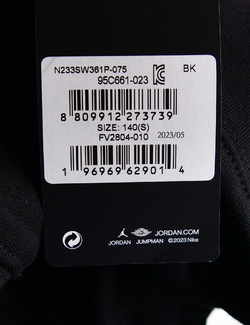 N233SW361P-075
95C661-023 BK
8 809912 273739
SIZE: 140(S) 2023/05
FV2804-010
1 96969 62901 4
JORDAN JUMPMAN
JORDAN.COM
©2023 Nike